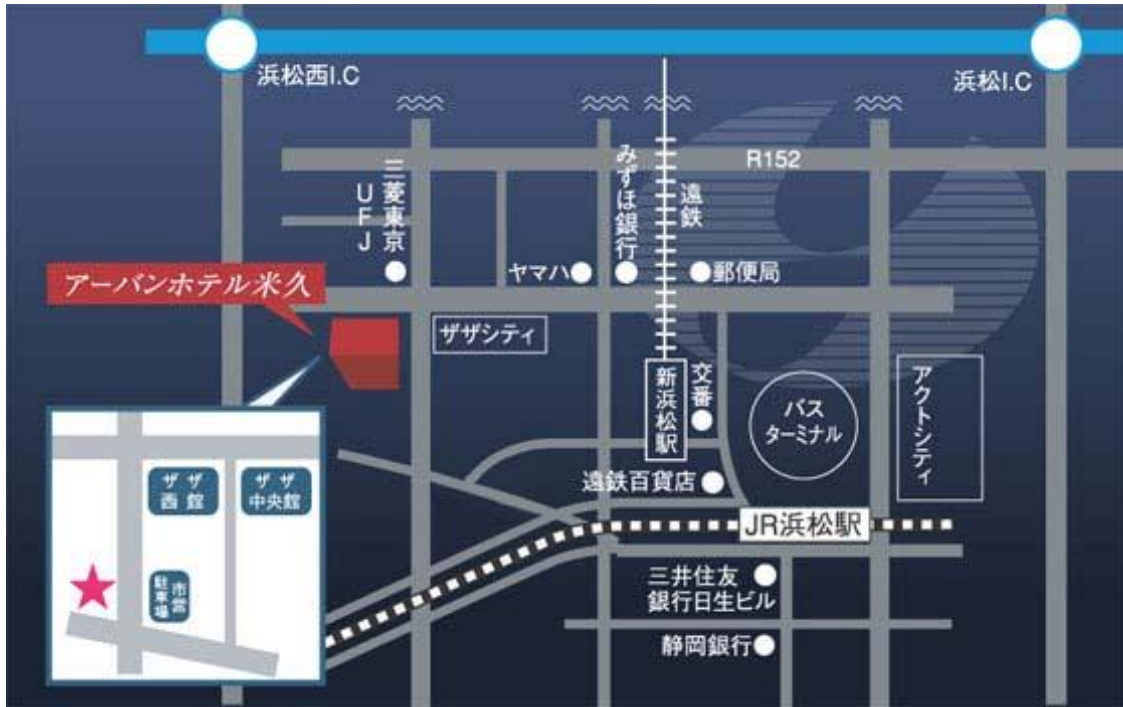 浜松西I.C
浜松I.C
R152
三菱東京
UFJ
みずほ銀行
遠鉄
ヤマハ
郵便局
アーバンホテル米久
ザザシティ
新浜松駅
交番
バス
ターミナル
アクトシティ
遠鉄百貨店
JR浜松駅
三井住友
銀行日生ビル
静岡銀行
ザザ
西館
ザザ
中央館
市営
駐車場